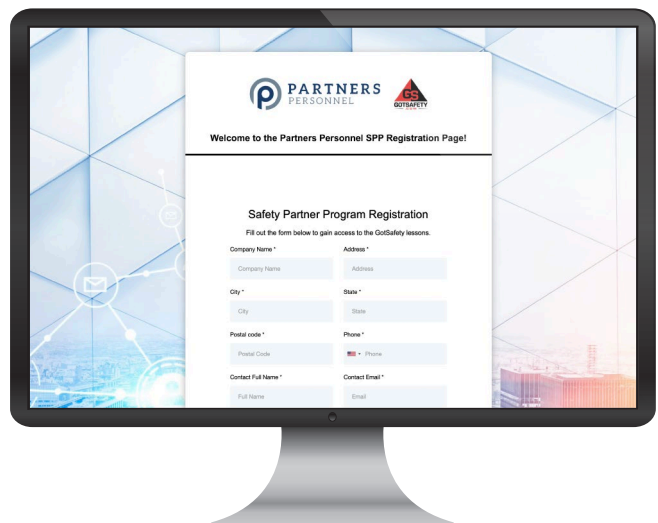 PARTNERS
PERSONNEL
GS
GOTSAFETY
Welcome to the Partners Personnel SPP Registration Page!
Safety Partner Program Registration
Fill out the form below to gain access to the GotSafety lessons.
Company Name * Address *
Company Name Address
City * State *
City State
Postal code * Phone *
Postal Code Phone
Contact Full Name * Contact Email *
Full Name Email